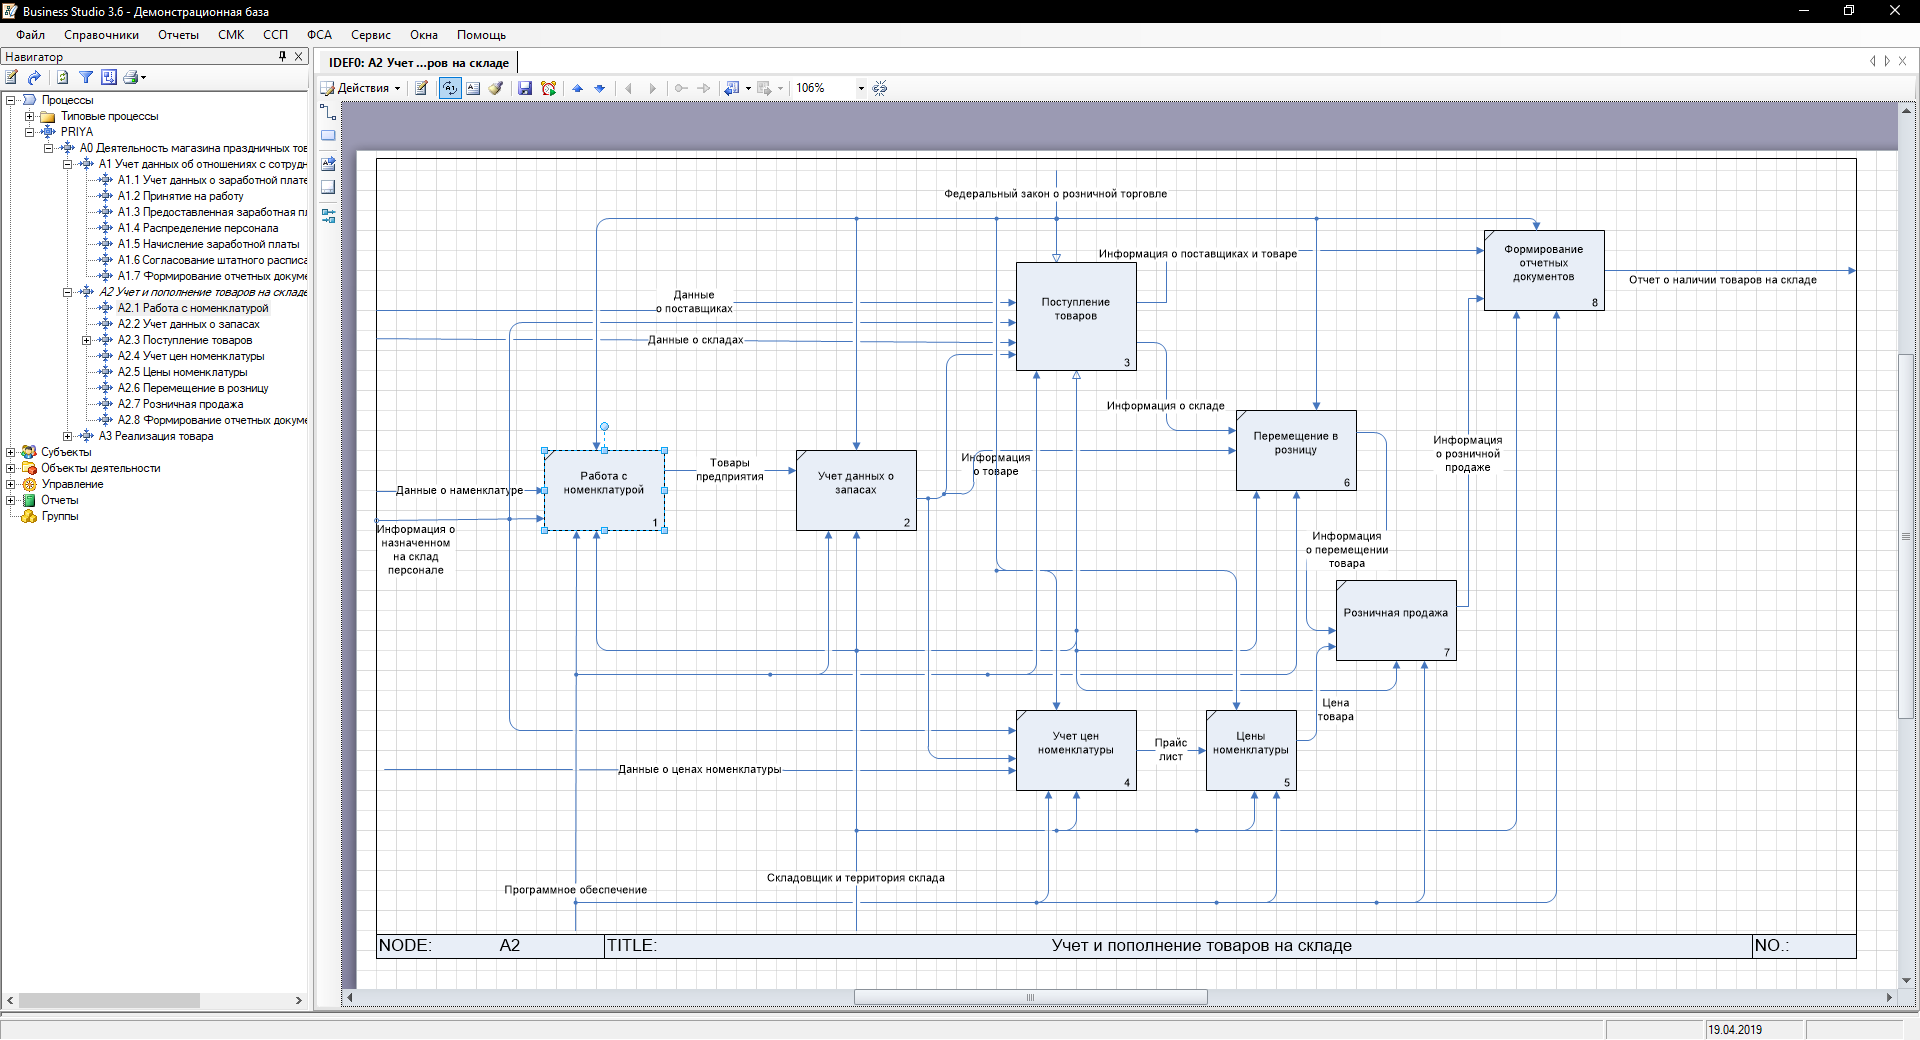 Business Studio 3.6 - Демонстрационная база
Файл Справочники Отчеты СМК ССП ФСА Сервис Окна Помощь
Навигатор
IDEF0: A2 Учет ...ров на складе
Действия
106%
Процессы
Типовые процессы
PRIYA
A0 Деятельность магазина праздничных тов
A1 Учет данных об отношениях с сотрудн
A1.1 Учет данных о заработной плате
A1.2 Принятие на работу
A1.3 Предоставленная заработная пл
A1.4 Распределение персонала
A1.5 Начисление заработной платы
A1.6 Согласование штатного расписа
A1.7 Формирование отчетных докуме
A2 Учет и пополнение товаров на складе
A2.1 Работа с номенклатурой
A2.2 Учет данных о запасах
A2.3 Поступление товаров
A2.4 Учет цен номенклатуры
A2.5 Цены номенклатуры
A2.6 Перемещение в розницу
A2.7 Розничная продажа
A2.8 Формирование отчетных докуме
A3 Реализация товара
Субъекты
Объекты деятельности
Управление
Отчеты
Группы
Федеральный закон о розничной торговле
Информация о поставщиках и товаре
Формирование
отчетных
документов
8
Отчет о наличии товаров на складе
Данные
о поставщиках
Данные о складах
Поступление
товаров
3
Информация о складе
Перемещение в
розницу
6
Информация
о розничной
продаже
Данные о наменклатуре
Работа с
номенклатурой
1
Товары
предприятия
Учет данных о
запасах
2
Информация
о товаре
Информация о
назначенном
на склад
персонале
Информация
о перемещении
товара
Розничная продажа
7
Цена
товара
Учет цен
номенклатуры
4
Прайс
лист
Цены
номенклатуры
5
Данные о ценах номенклатуры
Складовщик и территория склада
Программное обеспечение
NODE: A2 TITLE: Учет и пополнение товаров на складе NO.:
19.04.2019